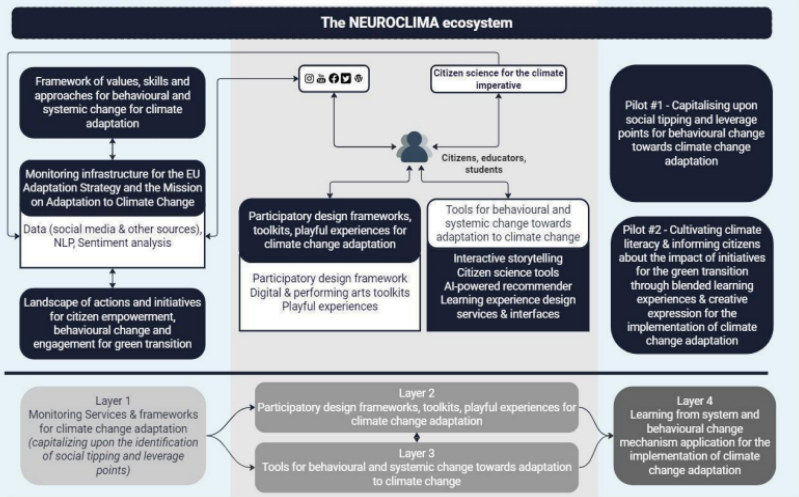 The NEUROCLIMA ecosystem
Framework of values, skills and
approaches for behavioural and
systemic change for climate
adaptation
Monitoring infrastructure for the EU
Adaptation Strategy and the Mission
on Adaptation to Climate Change
Data (social media & other sources),
NLP, Sentiment analysis
Landscape of actions and initiatives
for citizen empowerment,
behavioural change and
engagement for green transition
Citizen science for the climate
imperative
Citizens, educators,
students
Participatory design frameworks,
toolkits, playful experiences for
climate change adaptation
Participatory design framework
Digital & performing arts toolkits
Playful experiences
Tools for behavioural and
systemic change towards
adaptation to climate change
Interactive storytelling
Citizen science tools
AI-powered recommender
Learning experience design
services & interfaces
Pilot #1 - Capitalising upon
social tipping and leverage
points for behavioural change
towards climate change
adaptation
Pilot #2 - Cultivating climate
literacy & informing citizens
about the impact of initiatives
for the green transition
through blended learning
experiences & creative
expression for the
implementation of climate
change adaptation
Layer 1
Monitoring Services & frameworks
for climate change adaptation
(capitalizing upon the identification
of social tipping and leverage
points)
Layer 2
Participatory design frameworks, toolkits, playful experiences for
climate change adaptation
Layer 3
Tools for behavioural and systemic change towards adaptation
to climate change
Layer 4
Learning from system and
behavioural change
mechanism application for the
implementation of climate
change adaptation